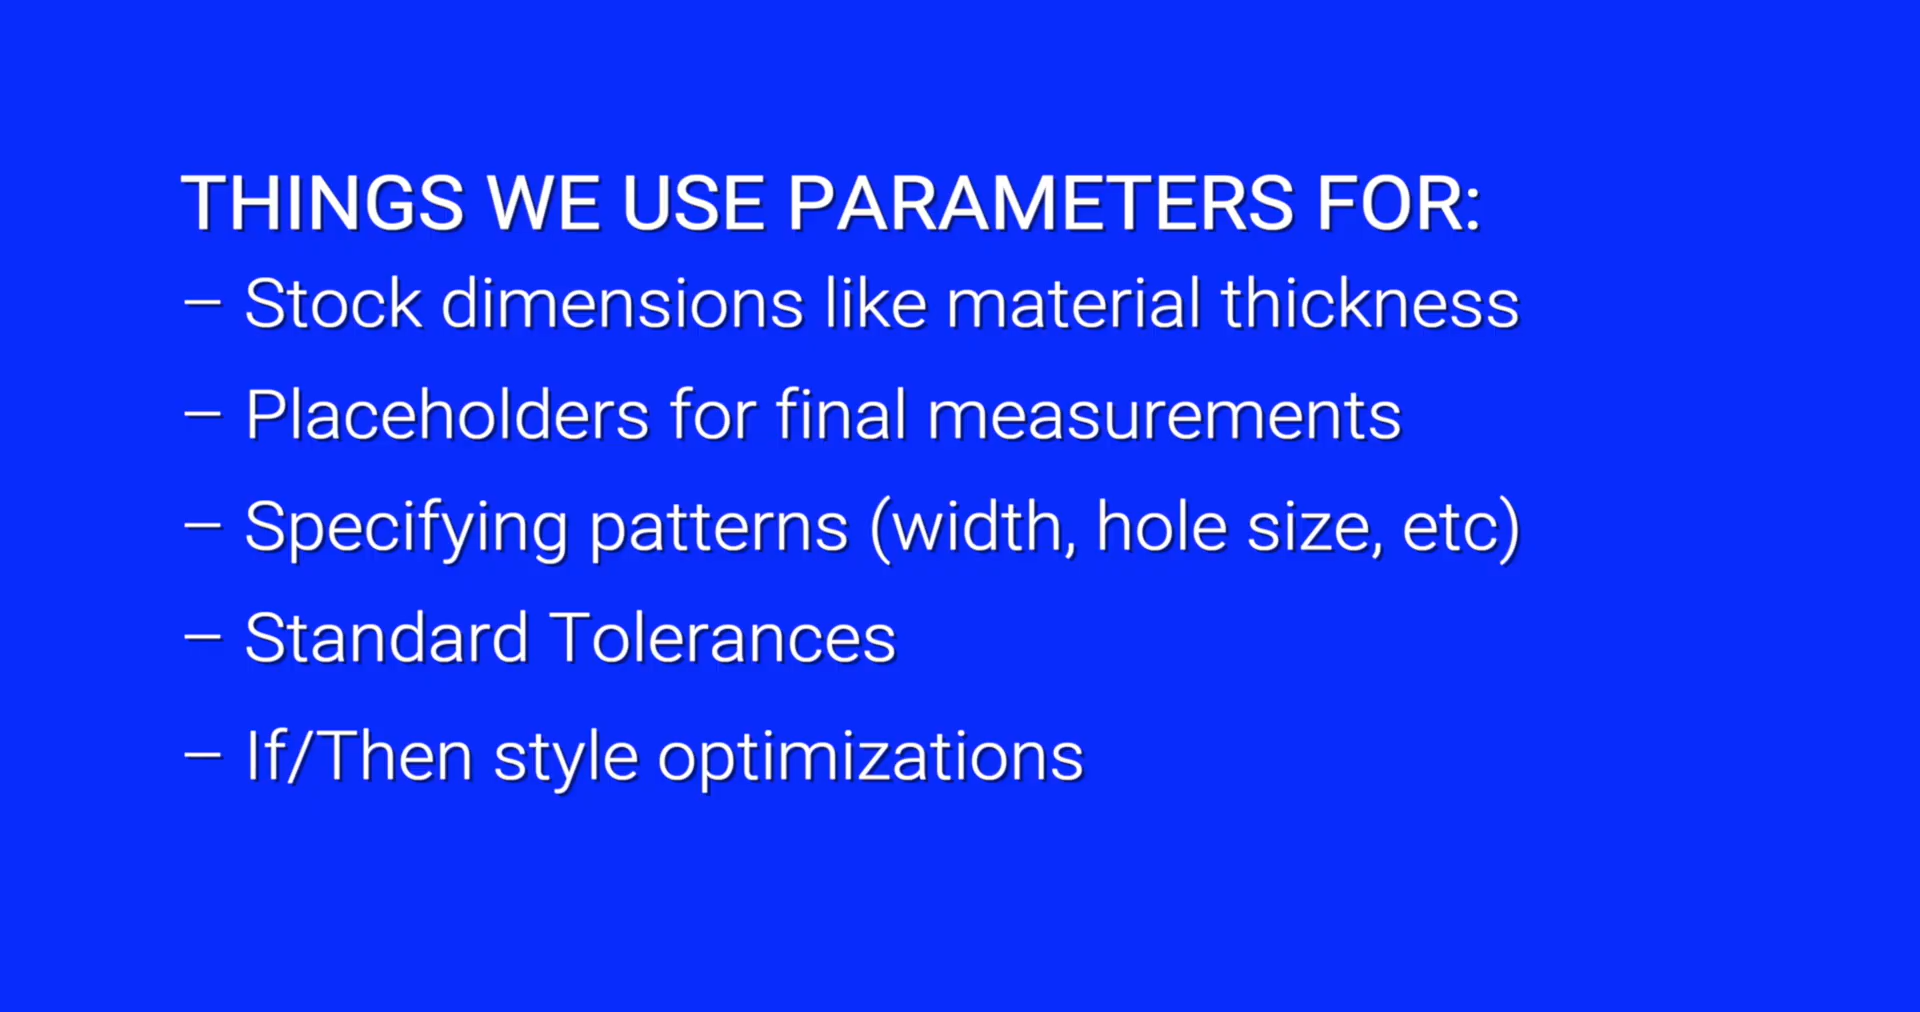 THINGS WE USE PARAMETERS FOR:
– Stock dimensions like material thickness
– Placeholders for final measurements
– Specifying patterns (width, hole size, etc)
– Standard Tolerances
– If/Then style optimizations